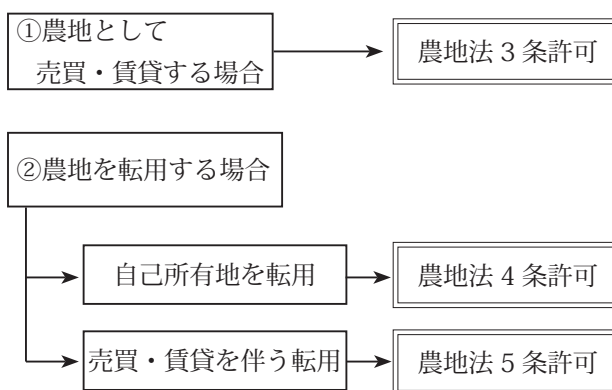 ①農地として
売買・賃貸する場合
農地法3条許可
②農地を転用する場合
自己所有地を転用
農地法4条許可
売買・賃貸を伴う転用
農地法5条許可